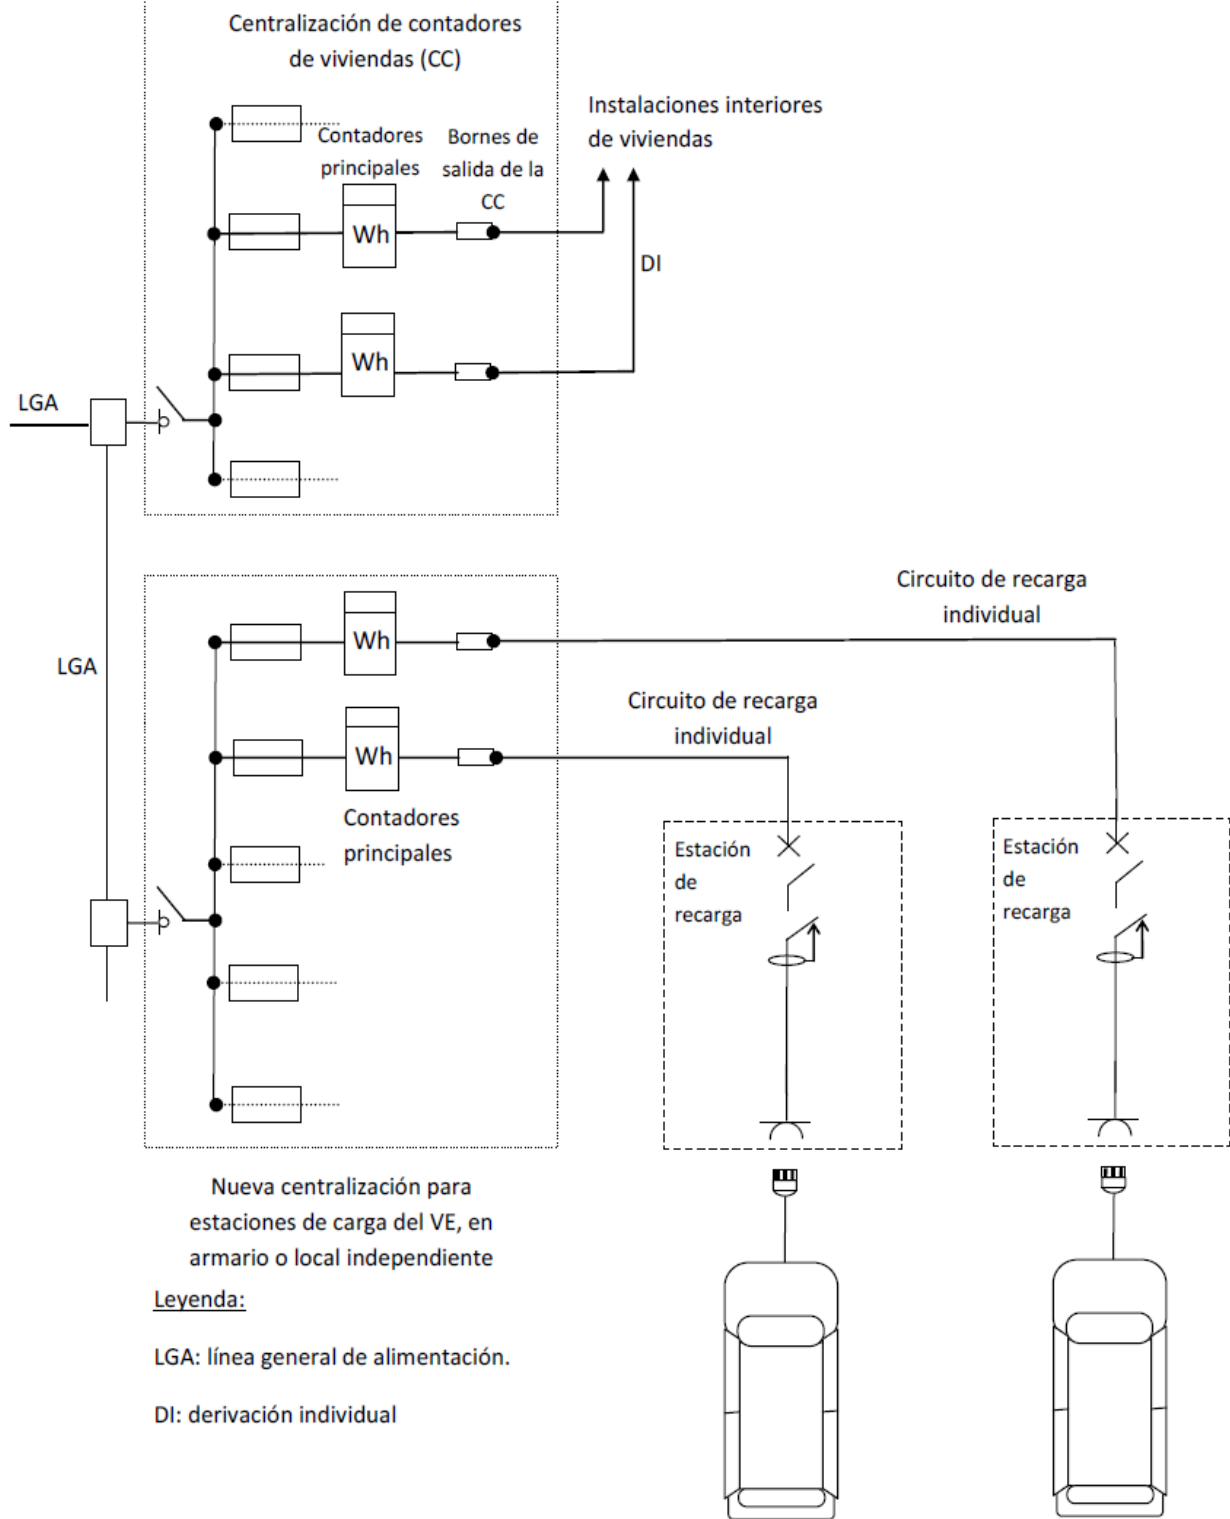 Centralización de contadores
de viviendas (CC)
Instalaciones interiores
de viviendas
Contadores
principales
Bornes de
salida de la
CC
Wh
DI
Wh
LGA
Circuito de recarga
individual
Wh
LGA
Circuito de recarga
individual
Wh
Contadores
principales
Estación
de
recarga
Estación
de
recarga
Nueva centralización para
estaciones de carga del VE, en
armario o local independiente
Leyenda:
LGA: línea general de alimentación.
DI: derivación individual